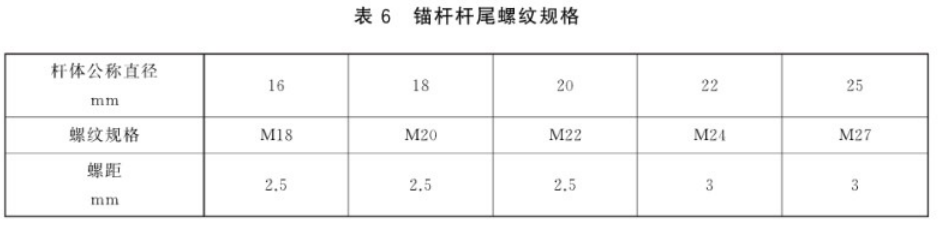 表 6 锚杆杆尾螺纹规格
杆体公称直径
mm
16
18
20
22
25
螺纹规格
M18
M20
M22
M24
M27
螺距
mm
2.5
2.5
2.5
3
3